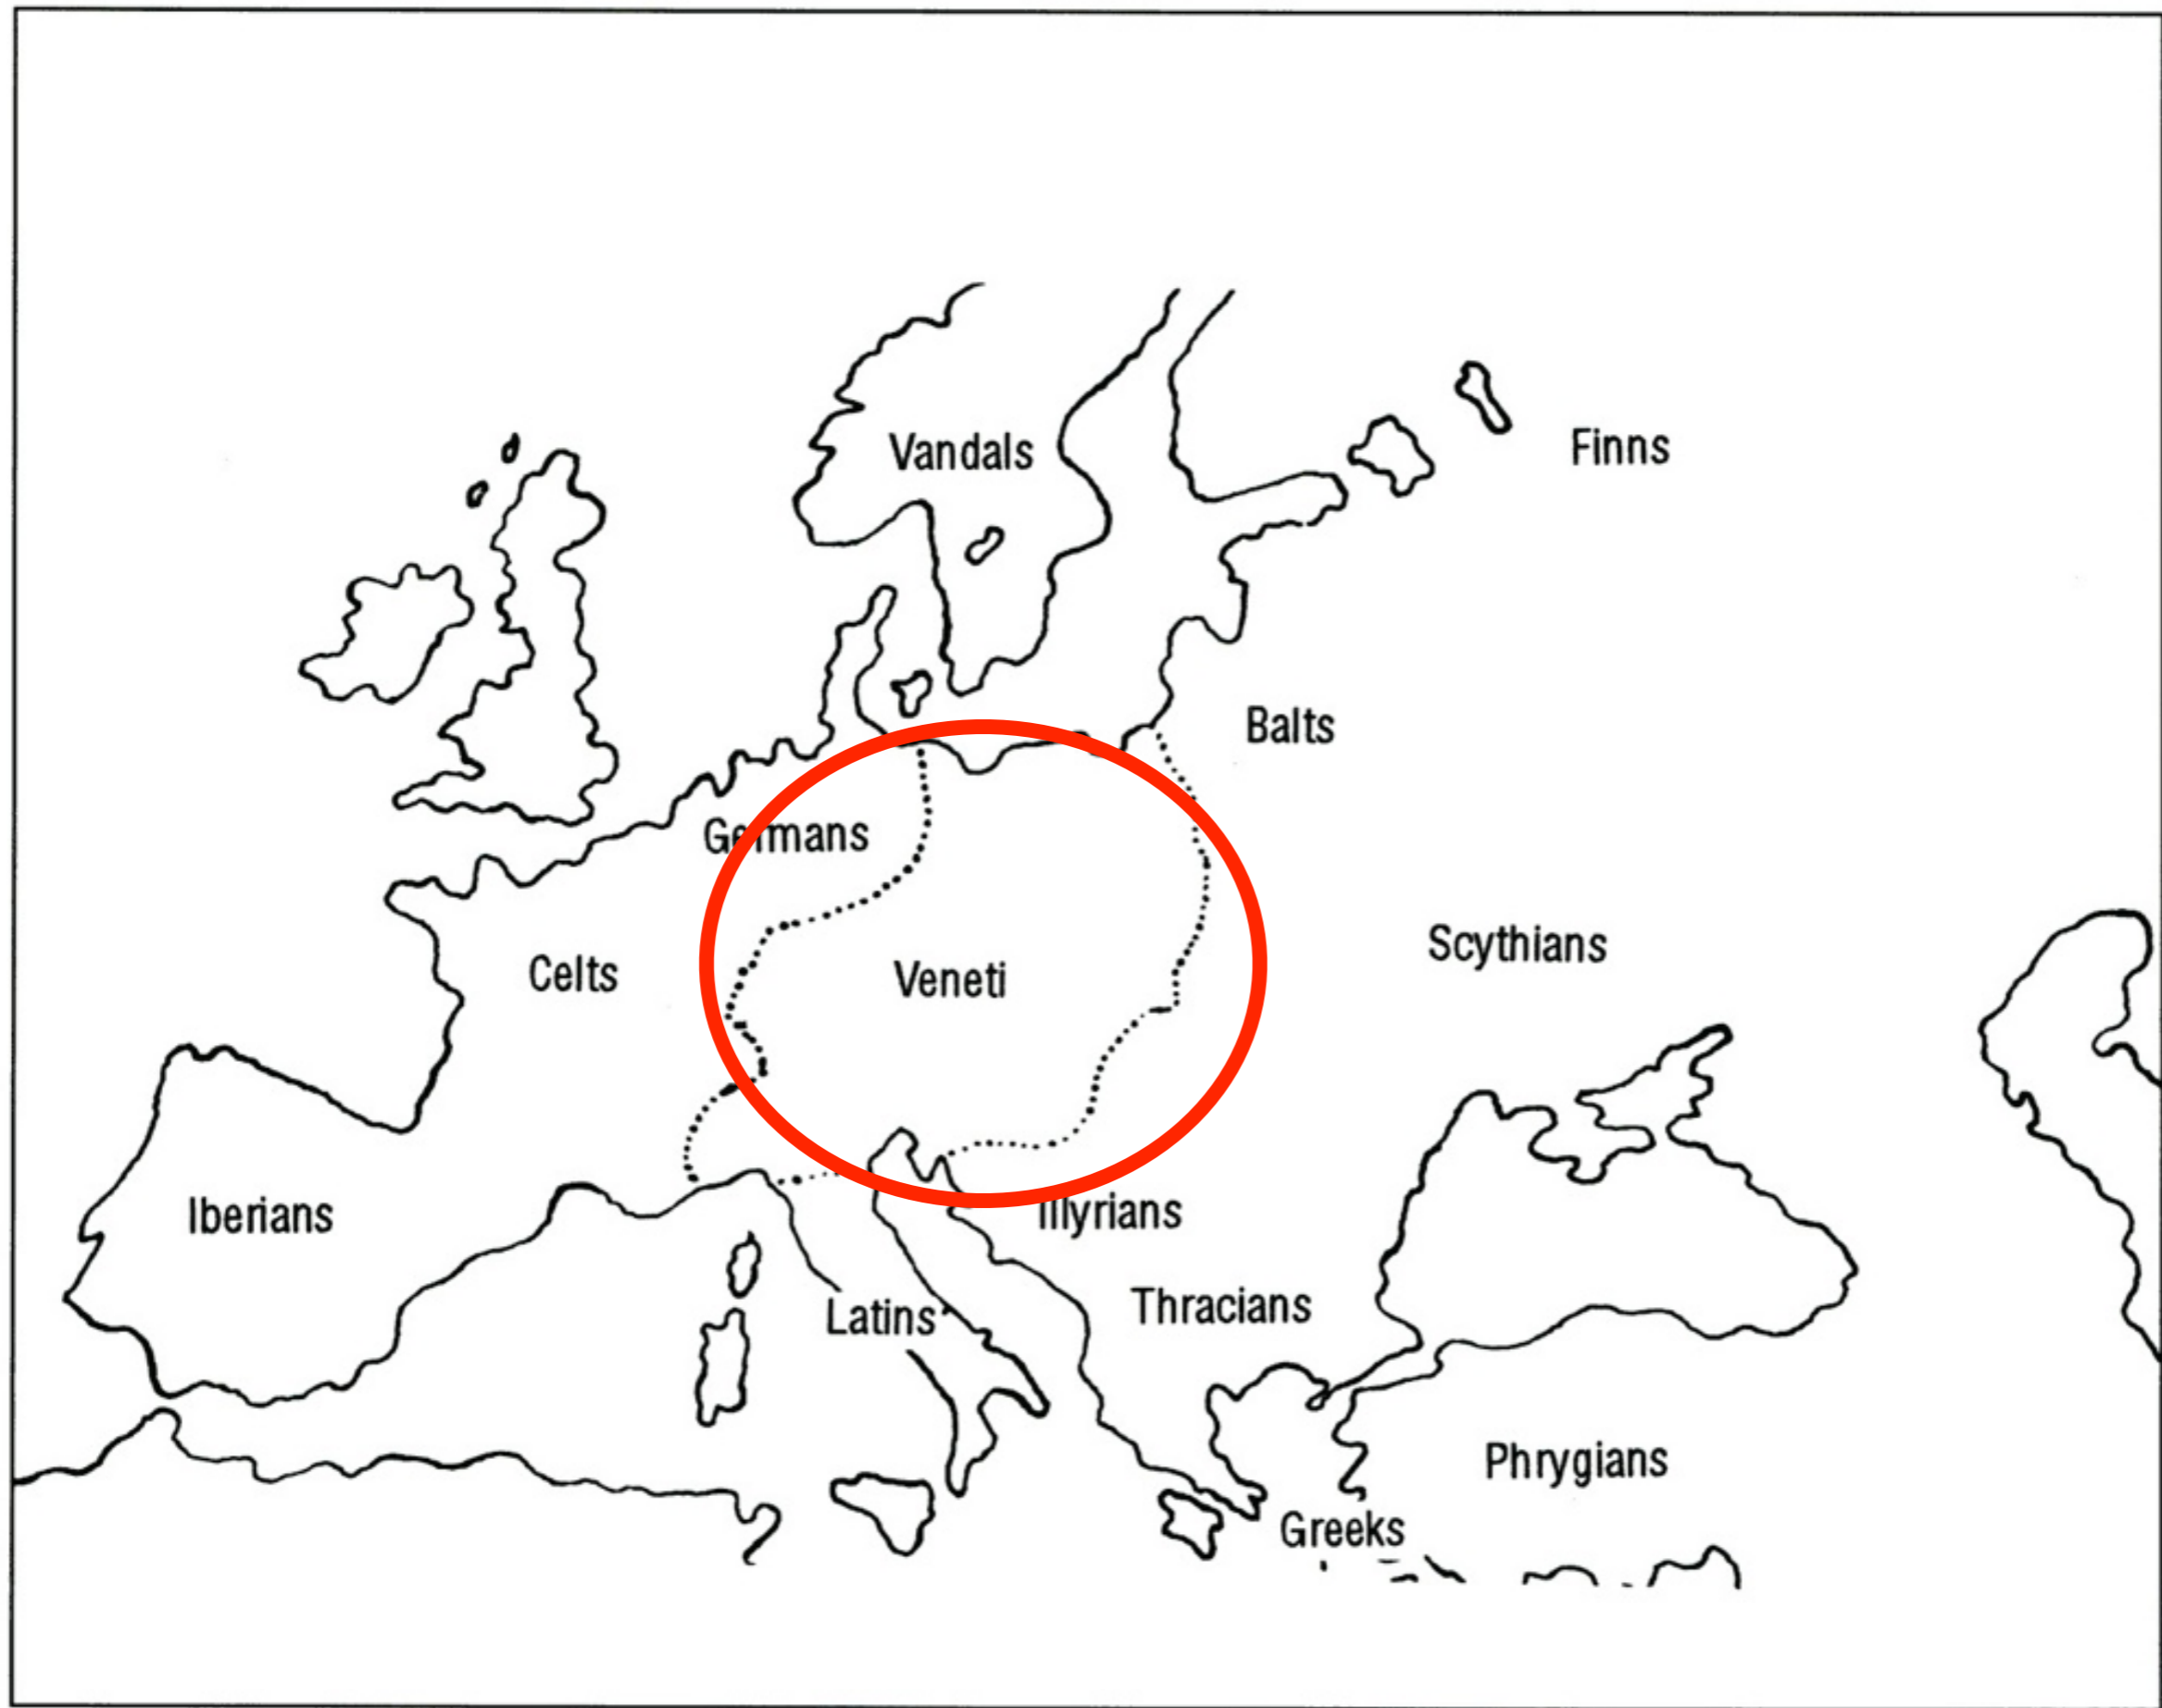 Vandals
Finns
Balts
Germans
Scythians
Celts
Veneti
Iberians
Illyrians
Thracians
Latins
Phrygians
Greeks